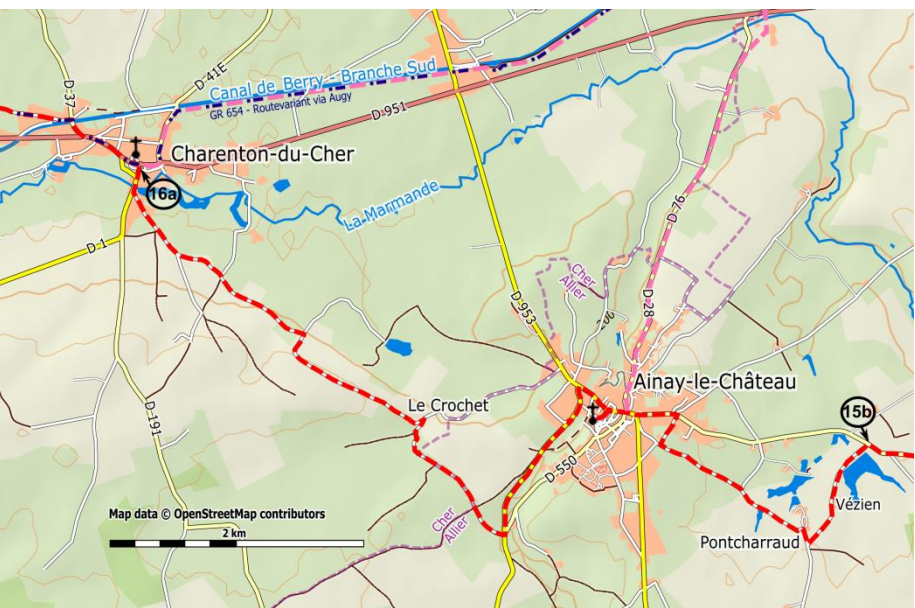 D-37
D-41E
Canal de Berry - Branche Sud
GR 654 - Routevariant via Augy
D-951
Charenton-du-Cher
16a
La Marmande
D-1
D-76
Cher
Allier
D-953
20
D-28
Ainay-le-Château
Le Crochet
15b
D-191
D-550
Vézien
Map data © OpenStreetMap contributors
2 km
Cher
Allier
Pontcharraud